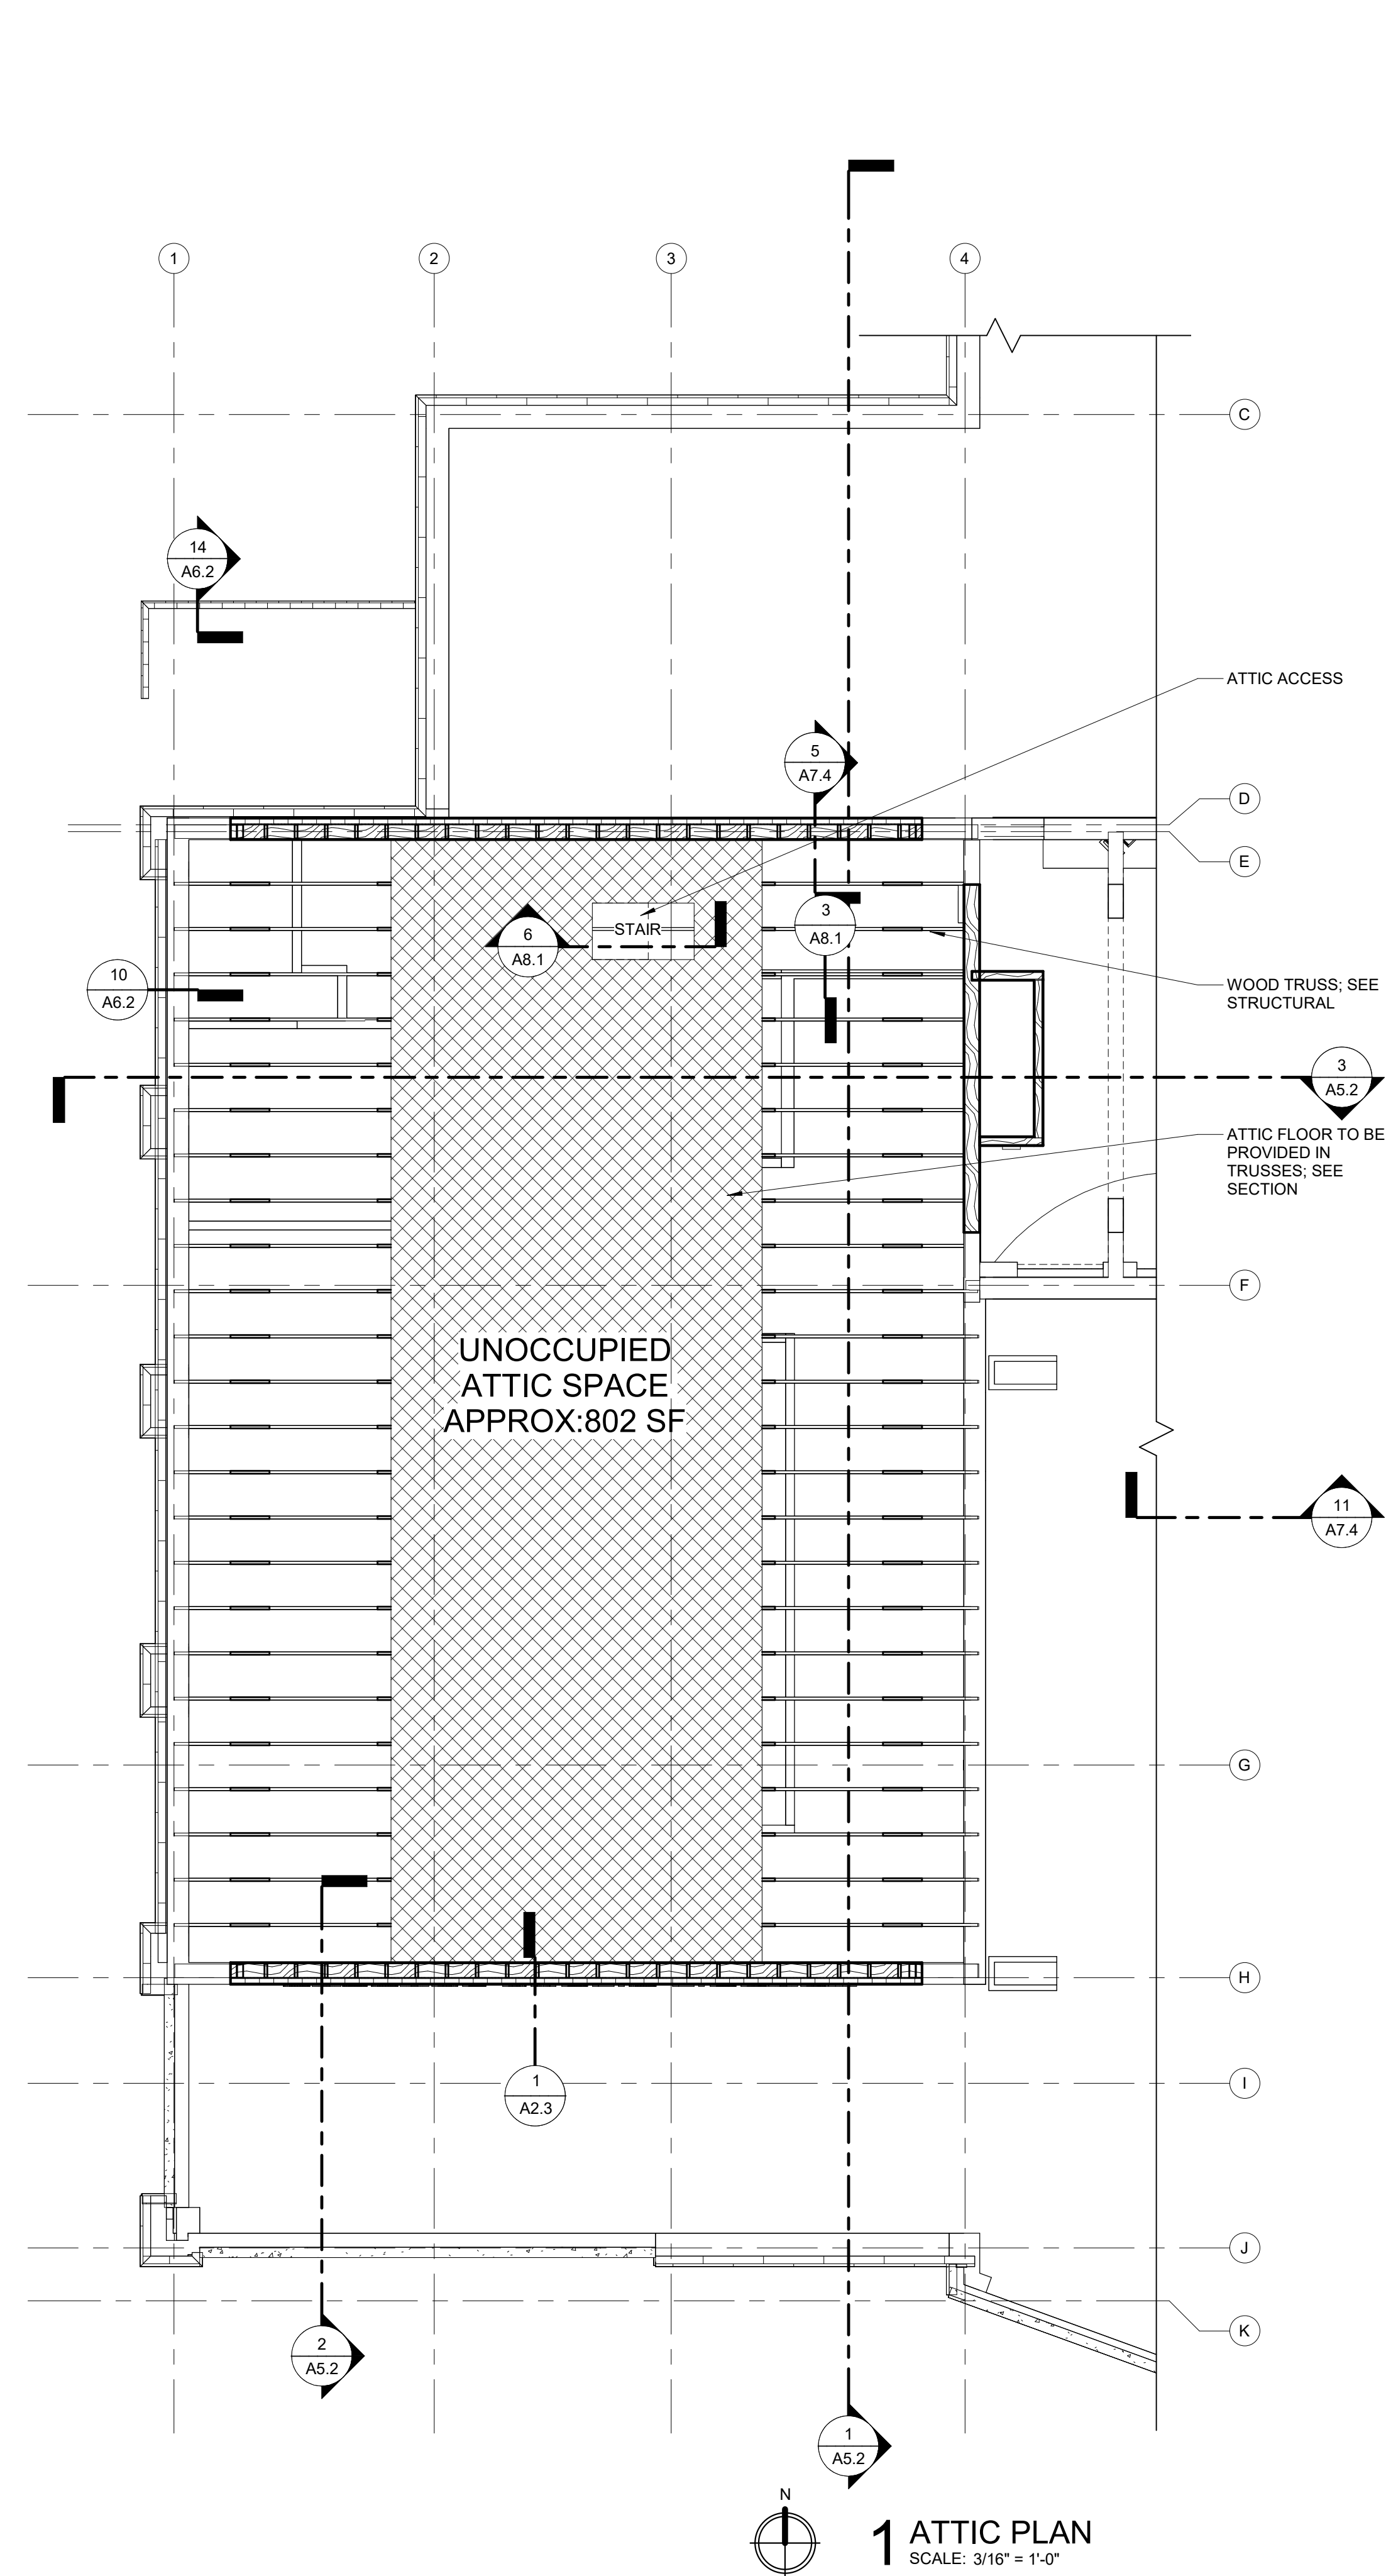 1
2
3
4
C
14
A6.2
ATTIC ACCESS
5
A7.4
D
E
STAIR
6
A8.1
3
A8.1
10
A6.2
WOOD TRUSS; SEE
STRUCTURAL
3
A5.2
ATTIC FLOOR TO BE
PROVIDED IN
TRUSSES; SEE
SECTION
F
UNOCCUPIED
ATTIC SPACE
APPROX:802 SF
11
A7.4
G
H
I
1
A2.3
J
K
2
A5.2
1
A5.2
N
1 ATTIC PLAN
SCALE: 3/16" = 1'-0"